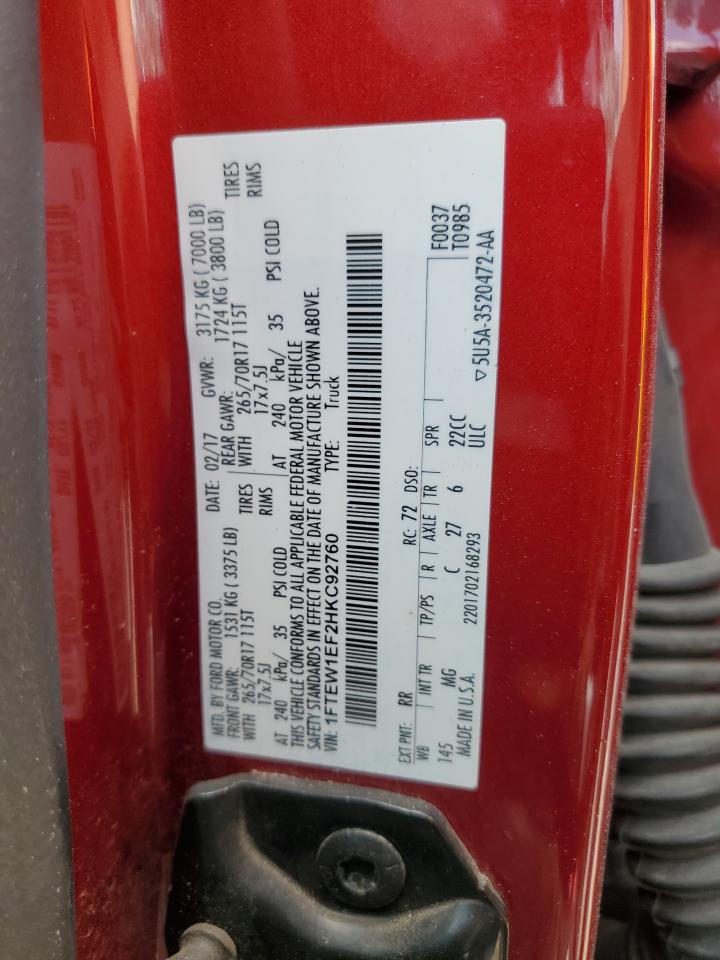 MFD. BY FORD MOTOR CO. DATE: 02/17 GVWR: 3175 KG ( 7000 LB)
FRONT GAWR: 1531 KG ( 3375 LB) REAR GAWR: 1724 KG ( 3800 LB)
WITH 265/70R17 115T TIRES WITH 265/70R17 115T TIRES
17x7.5J RIMS 17x7.5J RIMS
AT 240 kPa/ 35 PSI COLD AT 240 kPa/ 35 PSI COLD
THIS VEHICLE CONFORMS TO ALL APPLICABLE FEDERAL MOTOR VEHICLE
SAFETY STANDARDS IN EFFECT ON THE DATE OF MANUFACTURE SHOWN ABOVE.
VIN: 1FTEW1EF2HKC92760 TYPE: Truck
EXT PNT: RR RC: 72 DSO: F0037
WB INT TR TP/PS R AXLE TR SPR T0985
145 MG C 27 6 22CC
MADE IN U.S.A. 2201702168293 ULC ▽5U5A-3520472-AA